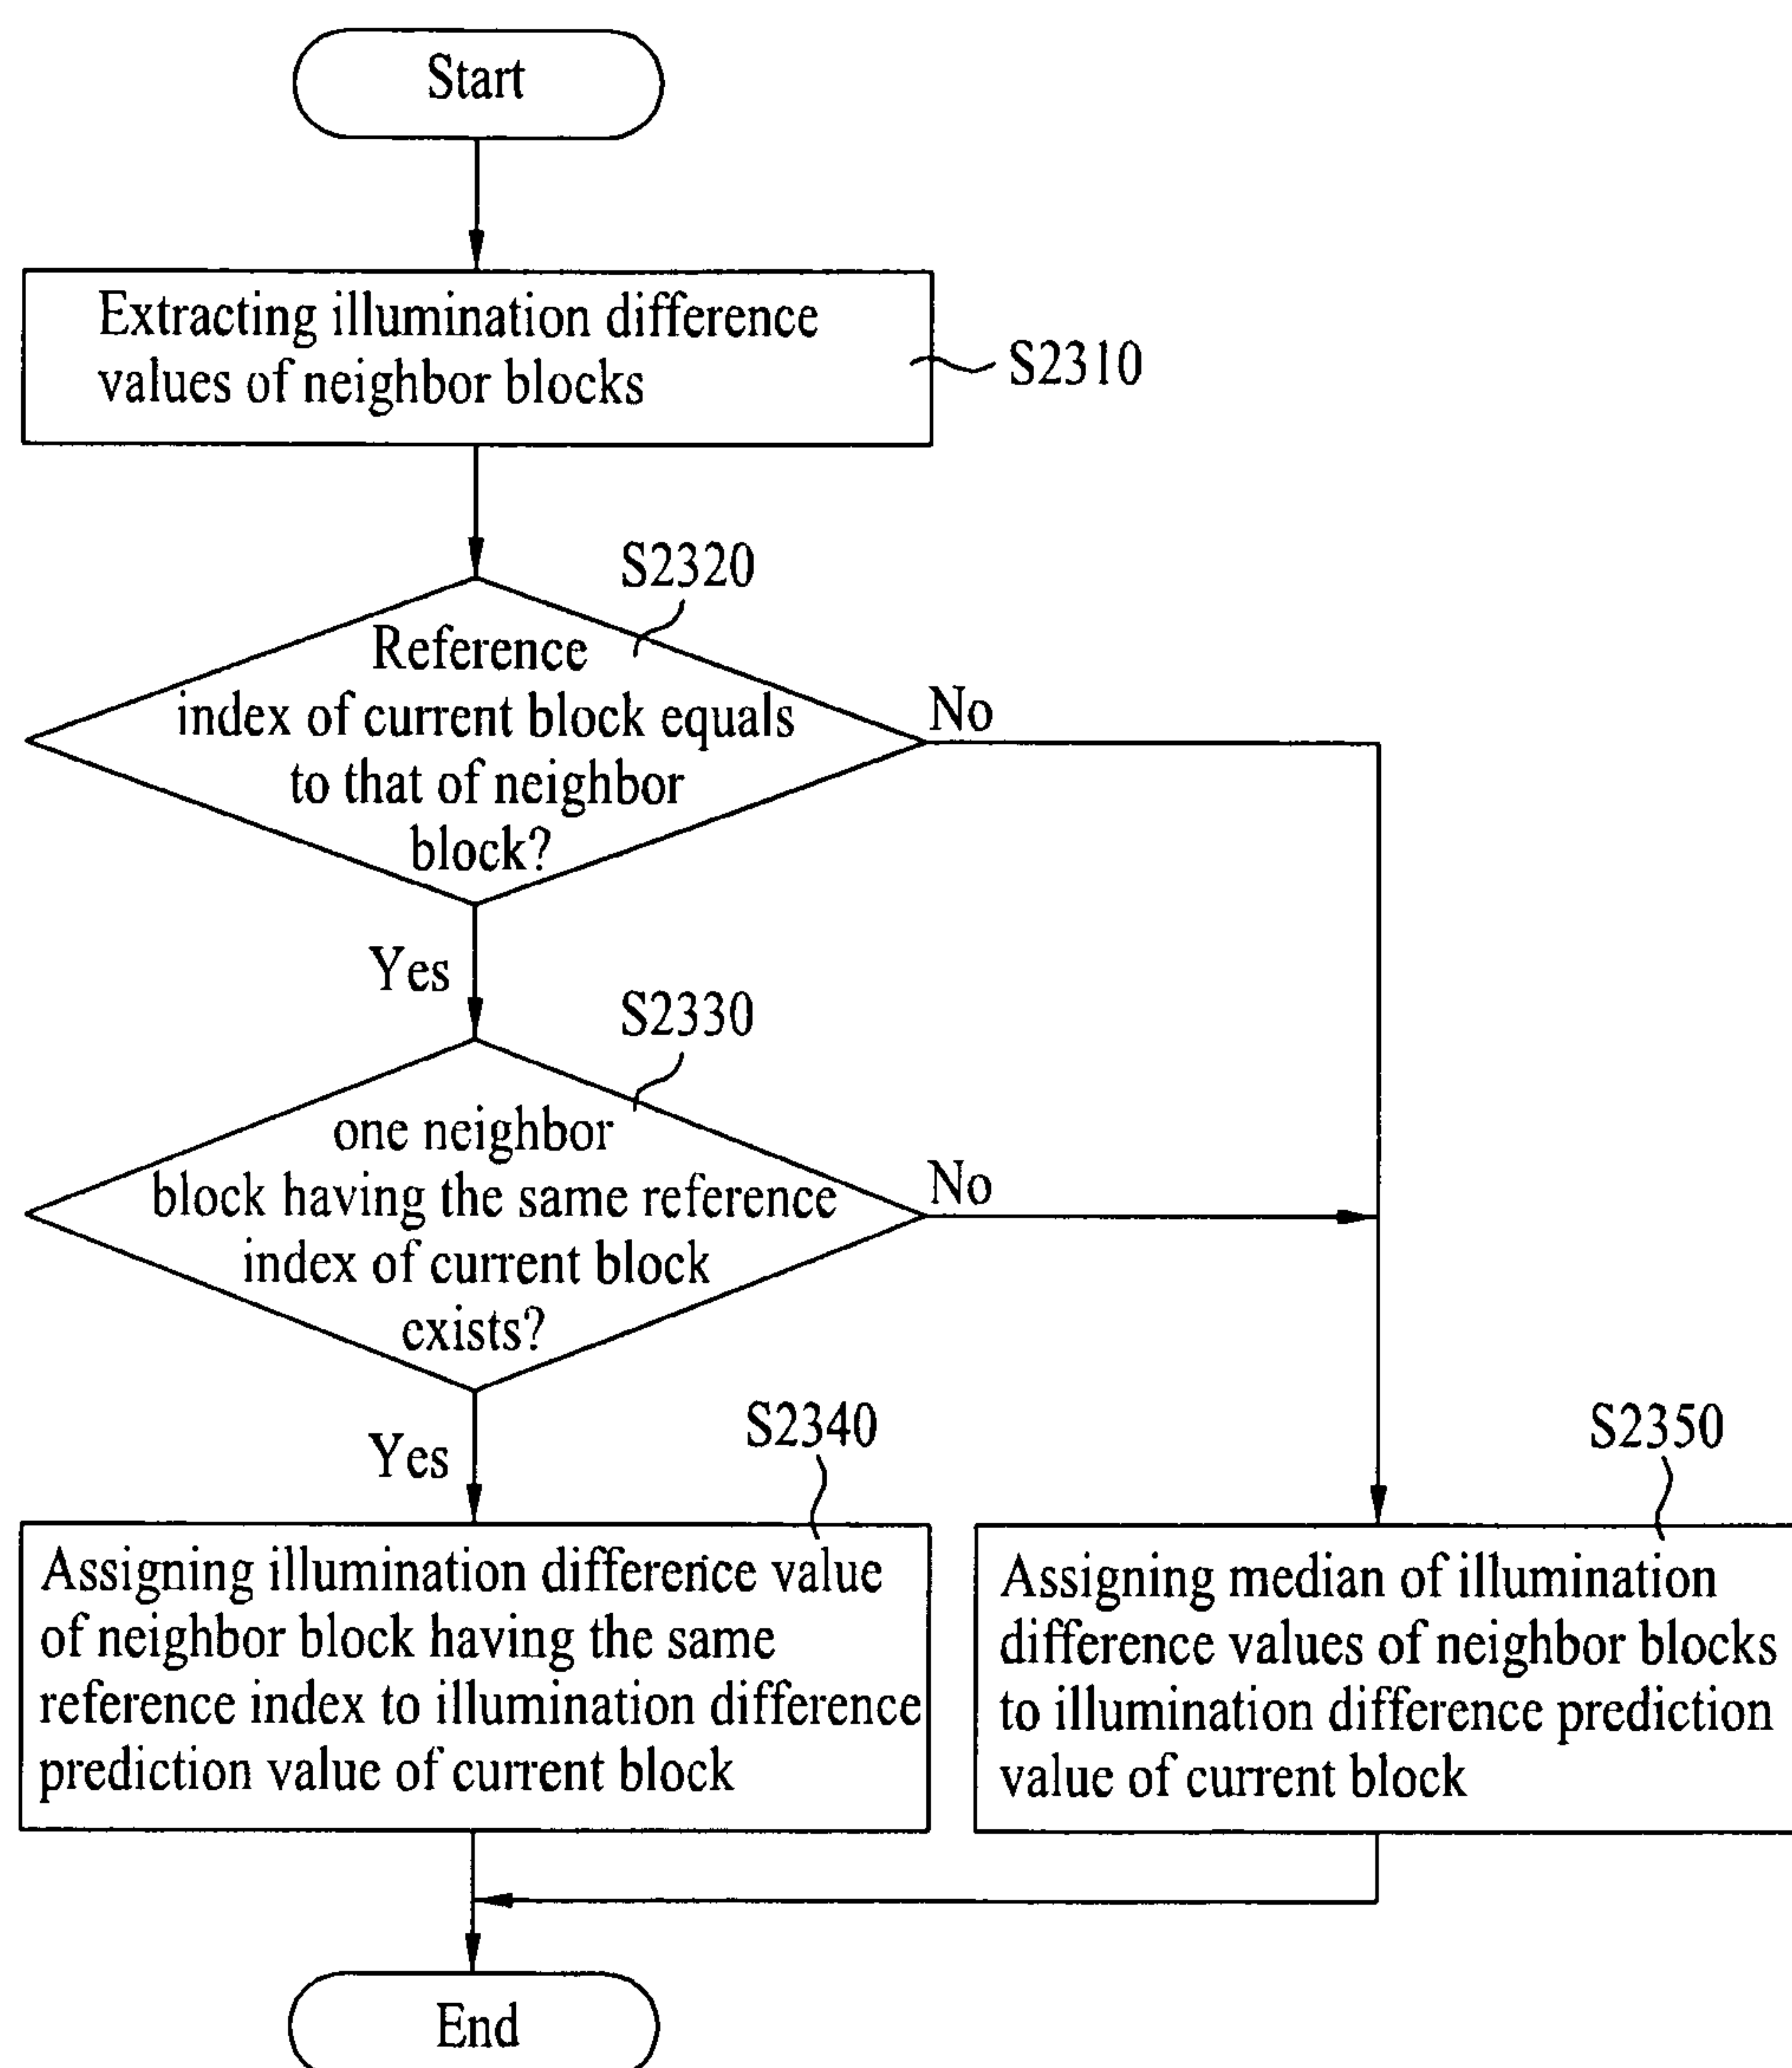 Start
Extracting illumination difference
values of neighbor blocks
S2310
S2320
Reference
index of current block equals
to that of neighbor
block?
No
Yes
S2330
one neighbor
block having the same reference
index of current block
exists?
No
Yes
S2340
Assigning illumination difference value
of neighbor block having the same
reference index to illumination difference
prediction value of current block
S2350
Assigning median of illumination
difference values of neighbor blocks
to illumination difference prediction
value of current block
End